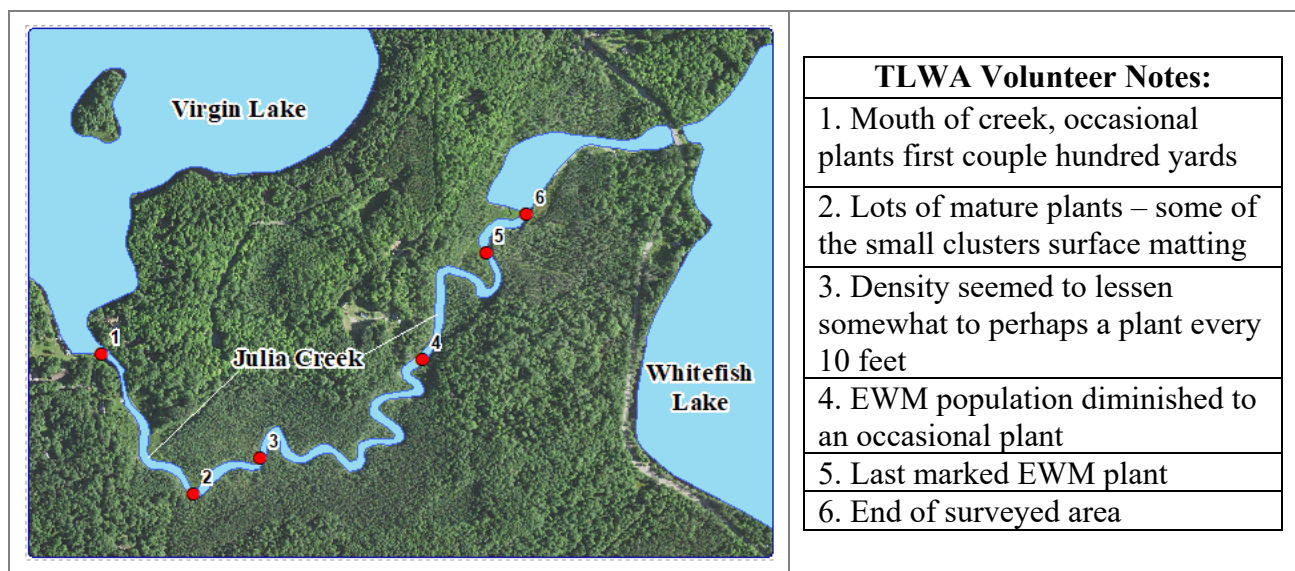 Virgin Lake
1
2
3
4
5
6
Julia Creek
Whitefish
Lake
TLWA Volunteer Notes:
1. Mouth of creek, occasional
plants first couple hundred yards
2. Lots of mature plants – some of
the small clusters surface matting
3. Density seemed to lessen
somewhat to perhaps a plant every
10 feet
4. EWM population diminished to
an occasional plant
5. Last marked EWM plant
6. End of surveyed area